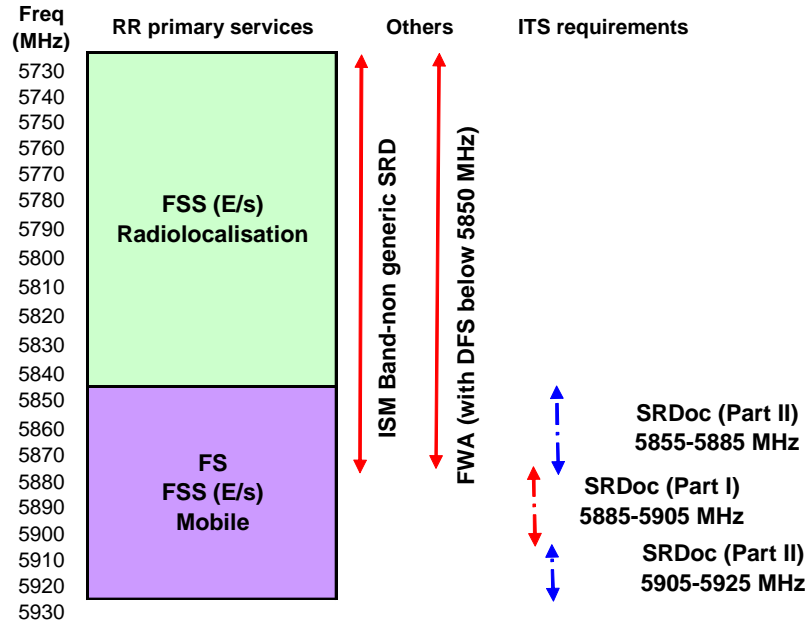 Freq
(MHz)
RR primary services
Others
ITS requirements
5730
5740
5750
5760
5770
5780
5790
5800
5810
5820
5830
5840
5850
5860
5870
5880
5890
5900
5910
5920
5930
FSS (E/s)
Radiolocalisation
FS
FSS (E/s)
Mobile
ISM Band-non generic SRD
FWA (with DFS below 5850 MHz)
SRDoc (Part II)
5855-5885 MHz
SRDoc (Part I)
5885-5905 MHz
SRDoc (Part II)
5905-5925 MHz